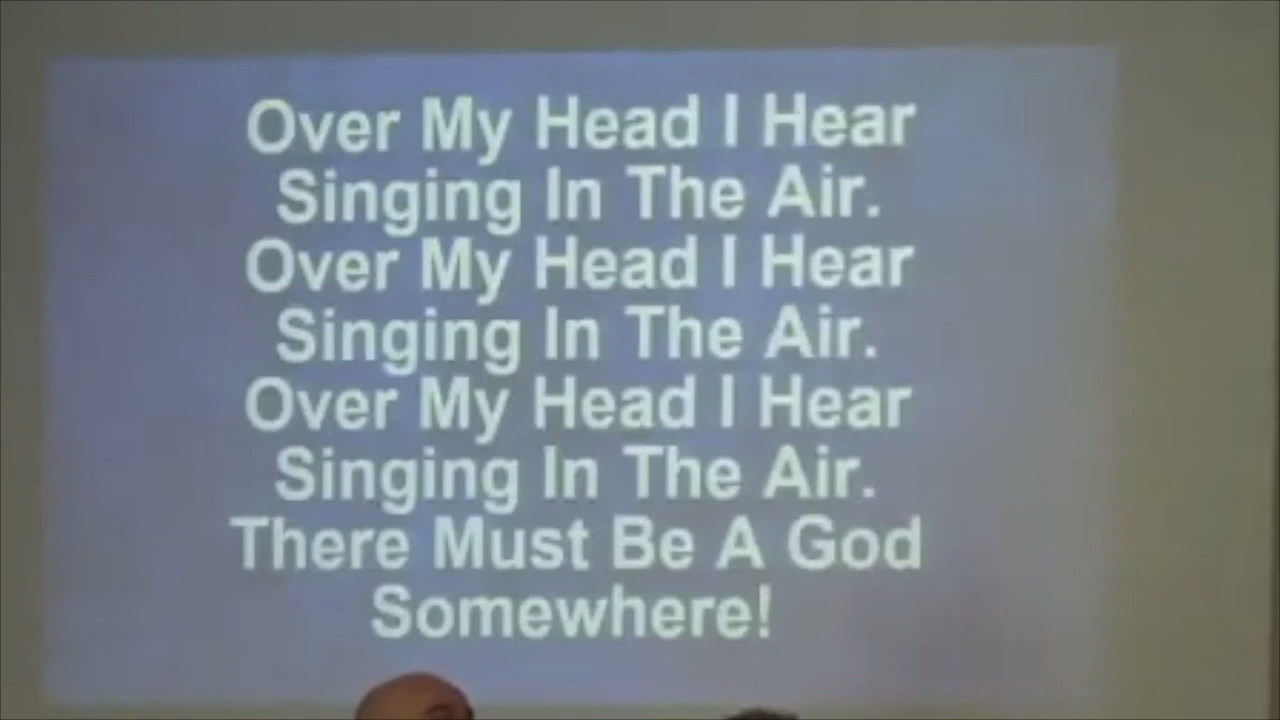 Over My Head I Hear
Singing In The Air.
Over My Head I Hear
Singing In The Air.
Over My Head I Hear
Singing In The Air.
There Must Be A God
Somewhere!